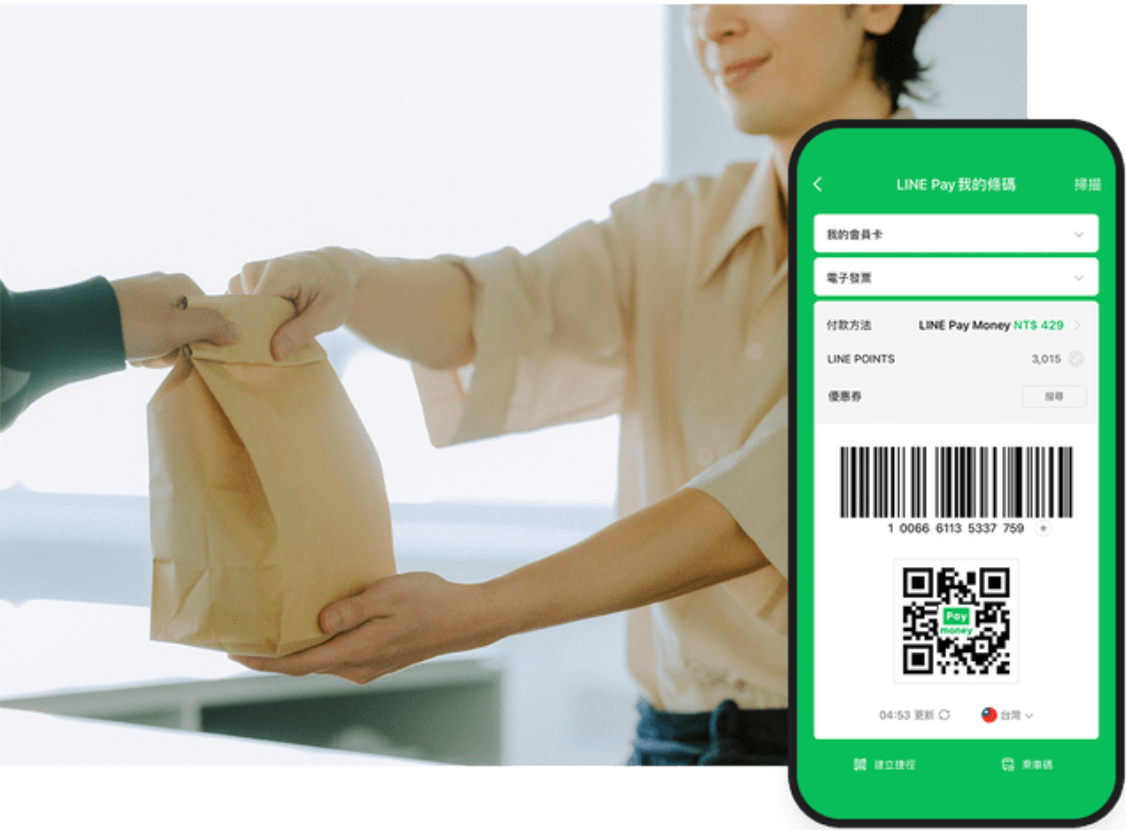 LINE Pay 我的條碼 掃描
我的會員卡
電子發票
付款方法 LINE Pay Money NT$ 429
LINE POINTS 3,015
優惠券 搜尋
1 0066 6113 5337 759 +
Pay
money
04:53 更新 台灣
建立捷徑 乘車碼